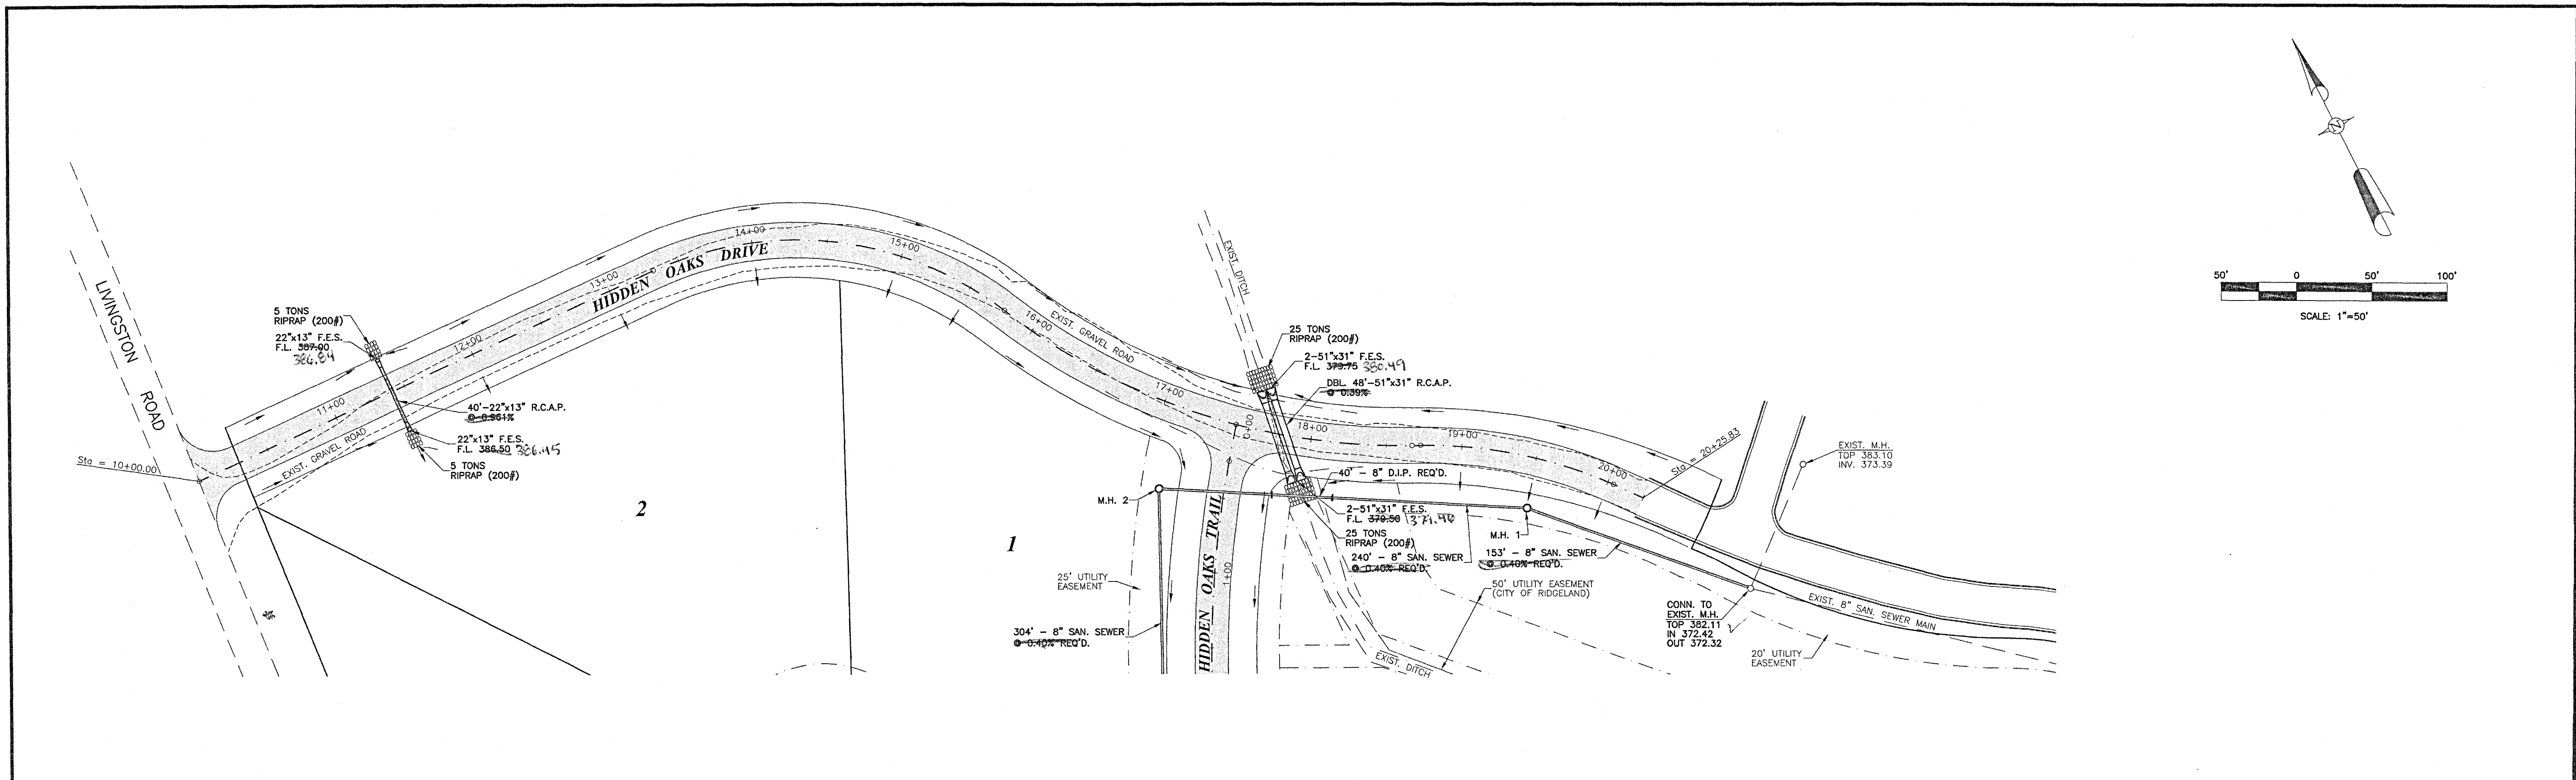 LIVINGSTON ROAD
Sta = 10+00.00
EXIST. GRAVEL ROAD
5 TONS
RIPRAP (200#)
22"x13" F.E.S.
F.L. 387.00
386.84
11+00
12+00
13+00
14+00
15+00
16+00
17+00
18+00
19+00
20+00
HIDDEN OAKS DRIVE
40'-22"x13" R.C.A.P.
@ 0.961%
22"x13" F.E.S.
F.L. 386.50 386.45
5 TONS
RIPRAP (200#)
2
1
EXIST. GRAVEL ROAD
EXIST. DITCH
25 TONS
RIPRAP (200#)
2-51"x31" F.E.S.
F.L. 379.75 380.49
DBL. 48'-51"x31" R.C.A.P.
@ 0.39%
0+00
Sta = 20+25.83
40' - 8" D.I.P. REQ'D.
M.H. 2
HIDDEN OAKS TRAIL
1+00
2-51"x31" F.E.S.
F.L. 379.50
25 TONS
RIPRAP (200#)
240' - 8" SAN. SEWER
@ 0.40% REQ'D.
M.H. 1
153' - 8" SAN. SEWER
@ 0.40% REQ'D.
25' UTILITY
EASEMENT
304' - 8" SAN. SEWER
@ 0.40% REQ'D.
50' UTILITY EASEMENT
(CITY OF RIDGELAND)
EXIST. DITCH
CONN. TO
EXIST. M.H.
TOP 382.11
IN 372.42
OUT 372.32
EXIST. 8" SAN. SEWER MAIN
20' UTILITY
EASEMENT
EXIST. M.H.
TOP 383.10
INV. 373.39
N
50' 0 50' 100'
SCALE: 1"=50'